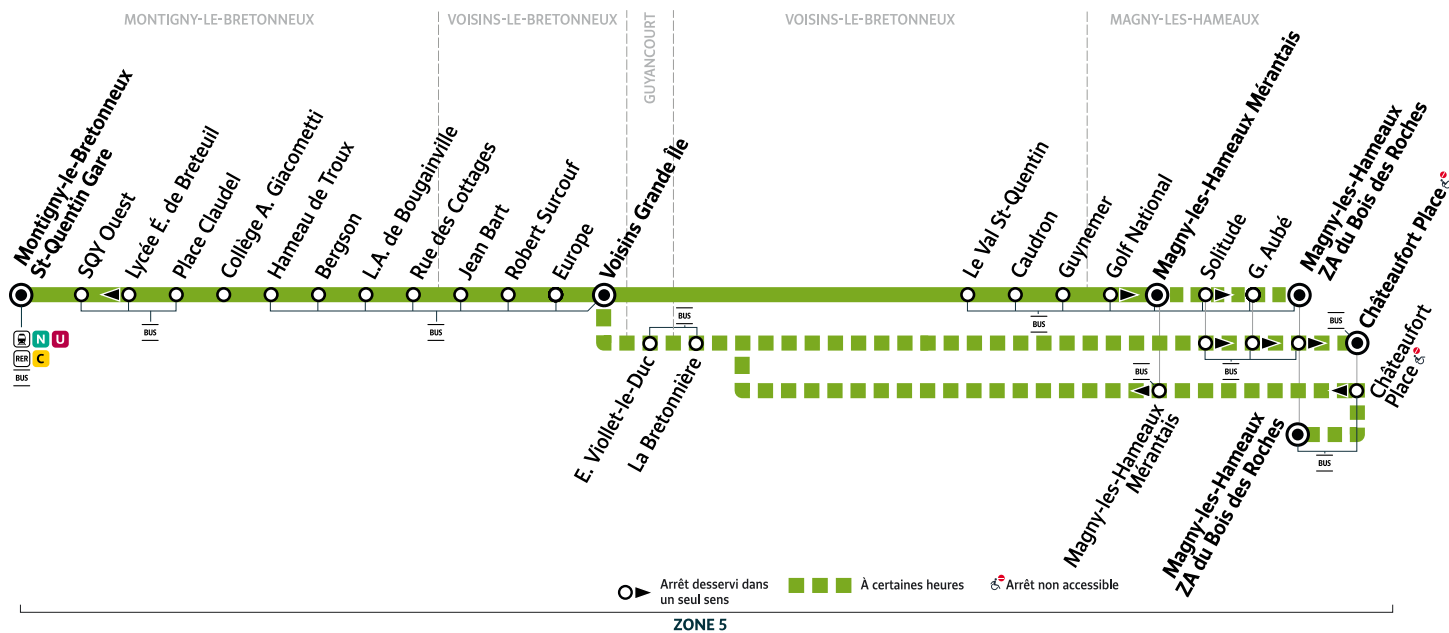 MONTIGNY-LE-BRETONNEUX
VOISINS-LE-BRETONNEUX
GUYANCOURT
VOISINS-LE-BRETONNEUX
MAGNY-LES-HAMEAUX
Montigny-le-Bretonneux
St-Quentin Gare
SQY Ouest
Lycée É. de Breteuil
Place Claudel
Collège A. Giacometti
Hameau de Troux
Bergson
L.A. de Bougainville
Rue des Cottages
Jean Bart
Robert Surcouf
Europe
Voisins Grande Île
Le Val St-Quentin
Caudron
Guynemer
Golf National
Magny-les-Hameaux Mérantais
Solitude
G. Aubé
Magny-les-Hameaux
ZA du Bois des Roches
Châteaufort Place
N U
RER C
BUS
BUS
BUS
BUS
BUS
BUS
BUS
BUS
BUS
E. Viollet-le-Duc
La Bretonnière
Magny-les-Hameaux
Mérantais
Magny-les-Hameaux
ZA du Bois des Roches
Châteaufort
Place
Arrêt desservi dans
un seul sens
À certaines heures
Arrêt non accessible
ZONE 5